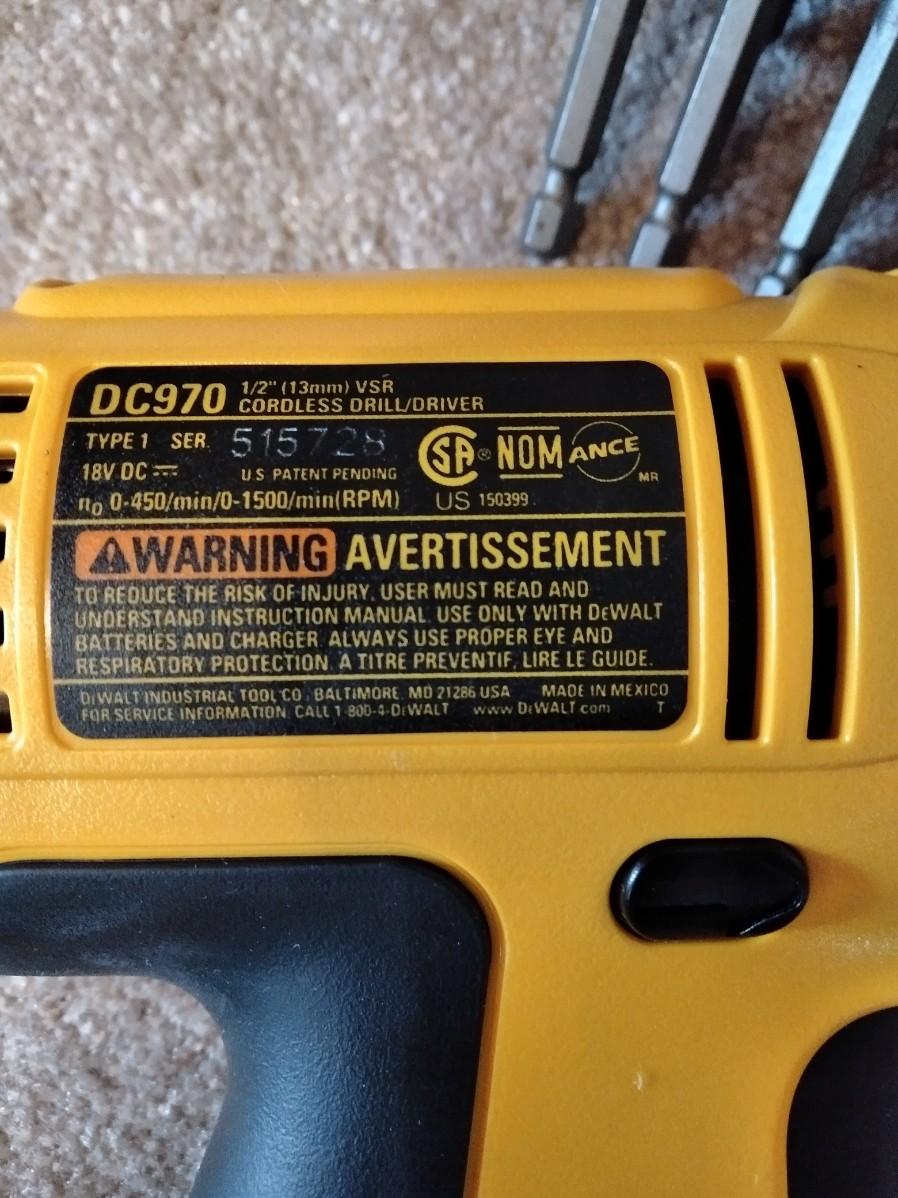 DC970 1/2" (13mm) VSR
CORDLESS DRILL/DRIVER
TYPE 1 SER. 515728
18V DC ⎓ U.S. PATENT PENDING
n₀ 0-450/min/0-1500/min(RPM)
SA ® NOM ANCE
MR
US 150399
⚠WARNING AVERTISSEMENT
TO REDUCE THE RISK OF INJURY, USER MUST READ AND
UNDERSTAND INSTRUCTION MANUAL. USE ONLY WITH DEWALT
BATTERIES AND CHARGER. ALWAYS USE PROPER EYE AND
RESPIRATORY PROTECTION. A TITRE PREVENTIF, LIRE LE GUIDE.
DEWALT INDUSTRIAL TOOL CO., BALTIMORE, MD 21286 USA MADE IN MEXICO
FOR SERVICE INFORMATION, CALL 1-800-4-DEWALT www.DEWALT.com T